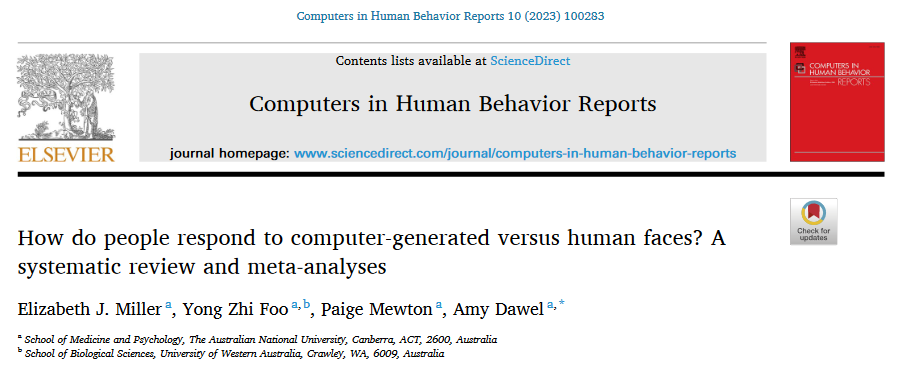 Computers in Human Behavior Reports 10 (2023) 100283
Contents lists available at ScienceDirect
Computers in Human Behavior Reports
journal homepage: www.sciencedirect.com/journal/computers-in-human-behavior-reports
ELSEVIER
COMPUTERS IN
HUMAN BEHAVIOR
REPORTS
Check for
updates
How do people respond to computer-generated versus human faces? A
systematic review and meta-analyses
Elizabeth J. Miller a, Yong Zhi Foo a,b, Paige Mewton a, Amy Dawel a,*
a School of Medicine and Psychology, The Australian National University, Canberra, ACT, 2600, Australia
b School of Biological Sciences, University of Western Australia, Crawley, WA, 6009, Australia